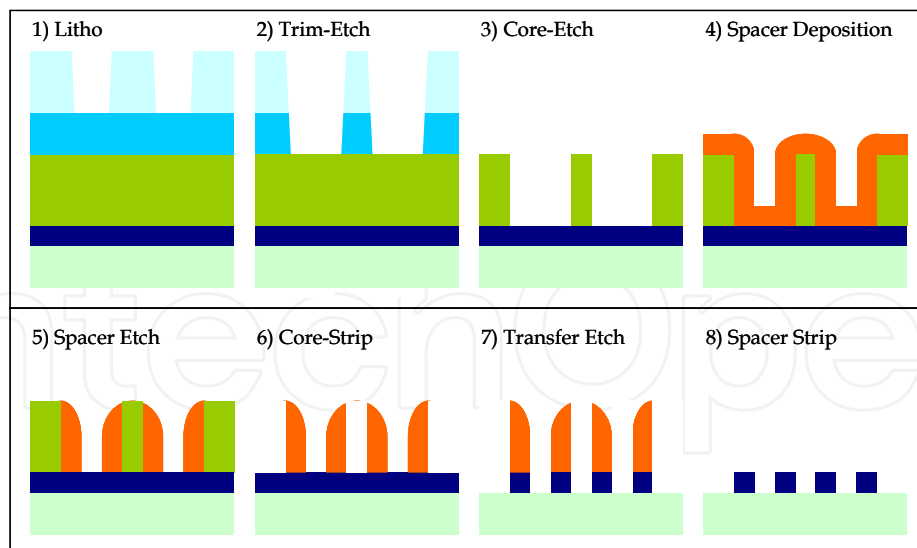 1) Litho
2) Trim-Etch
3) Core-Etch
4) Spacer Deposition
5) Spacer Etch
6) Core-Strip
7) Transfer Etch
8) Spacer Strip
ntechOpe